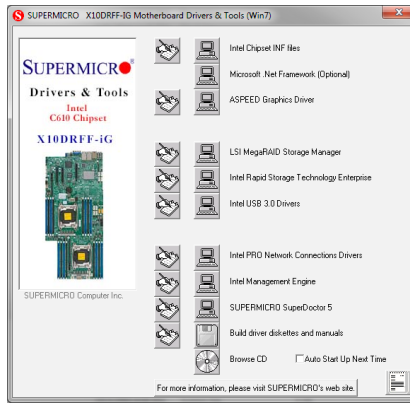 SUPERMICRO X10DRFF-IG Motherboard Drivers & Tools (Win7)
SUPERMICRO
Drivers & Tools
Intel
C610 Chipset
X10DRFF-iG
SUPERMICRO Computer Inc.
Intel Chipset INF files
Microsoft .Net Framework (Optional)
ASPEED Graphics Driver
LSI MegaRAID Storage Manager
Intel Rapid Storage Technology Enterprise
Intel USB 3.0 Drivers
Intel PRO Network Connections Drivers
Intel Management Engine
SUPERMICRO SuperDoctor 5
Build driver diskettes and manuals
Browse CD
Auto Start Up Next Time
For more information, please visit SUPERMICRO's web site.